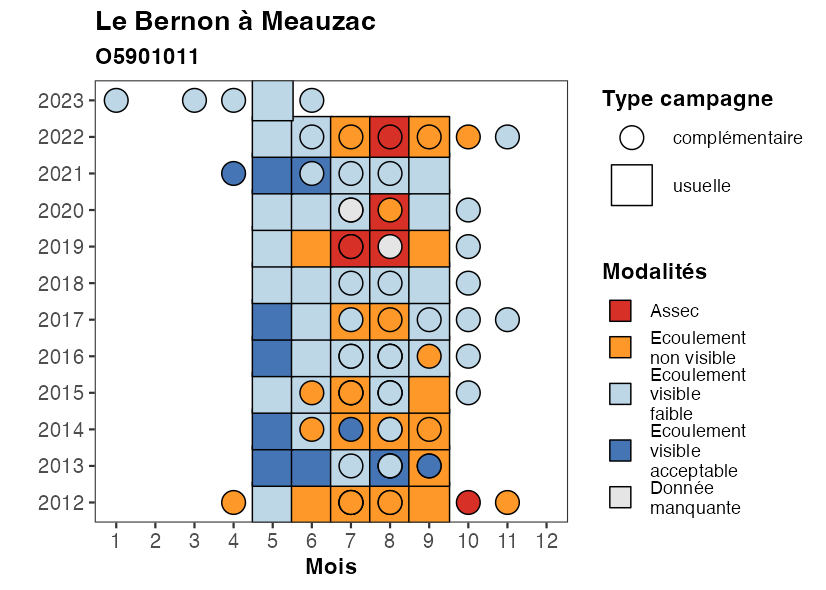 Le Bernon à Meauzac
O5901011
2023
2022
2021
2020
2019
2018
2017
2016
2015
2014
2013
2012
1 2 3 4 5 6 7 8 9 10 11 12
Mois
Type campagne
complémentaire
usuelle
Modalités
Assec
Ecoulement
non visible
Ecoulement
visible
faible
Ecoulement
visible
acceptable
Donnée
manquante